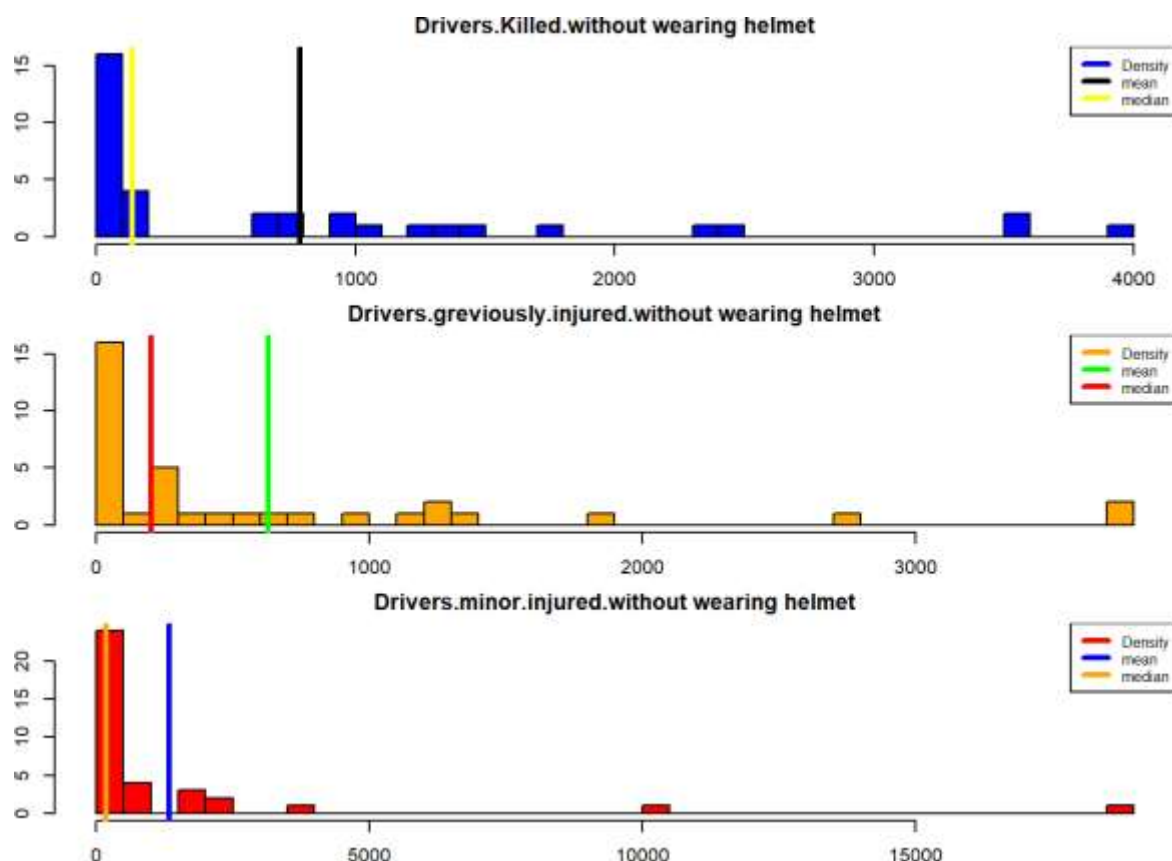 Drivers.Killed.without wearing helmet
15
10
5
0
Density
mean
median
0 1000 2000 3000 4000
Drivers.greviously.injured.without wearing helmet
15
10
5
0
Density
mean
median
0 1000 2000 3000
Drivers.minor.injured.without wearing helmet
20
15
10
5
0
Density
mean
median
0 5000 10000 15000